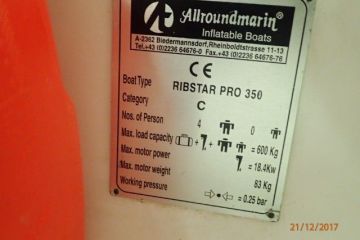 Allroundmarin®
Inflatable Boats
A-2362 Biedermannsdorf, Rheinboldtstrasse 11-13
Tel.+43 (0)2236 64676-0 Fax.+43 (0)2236 64676-76
CE
Boat Type RIBSTAR PRO 350
Category C
Nos. of Person 4 0
Max. load capacity + + = 600 Kg
Max. motor power = 18.4Kw
Max. motor weight 83 Kg
Working pressure = 0.25 bar
21/12/2017